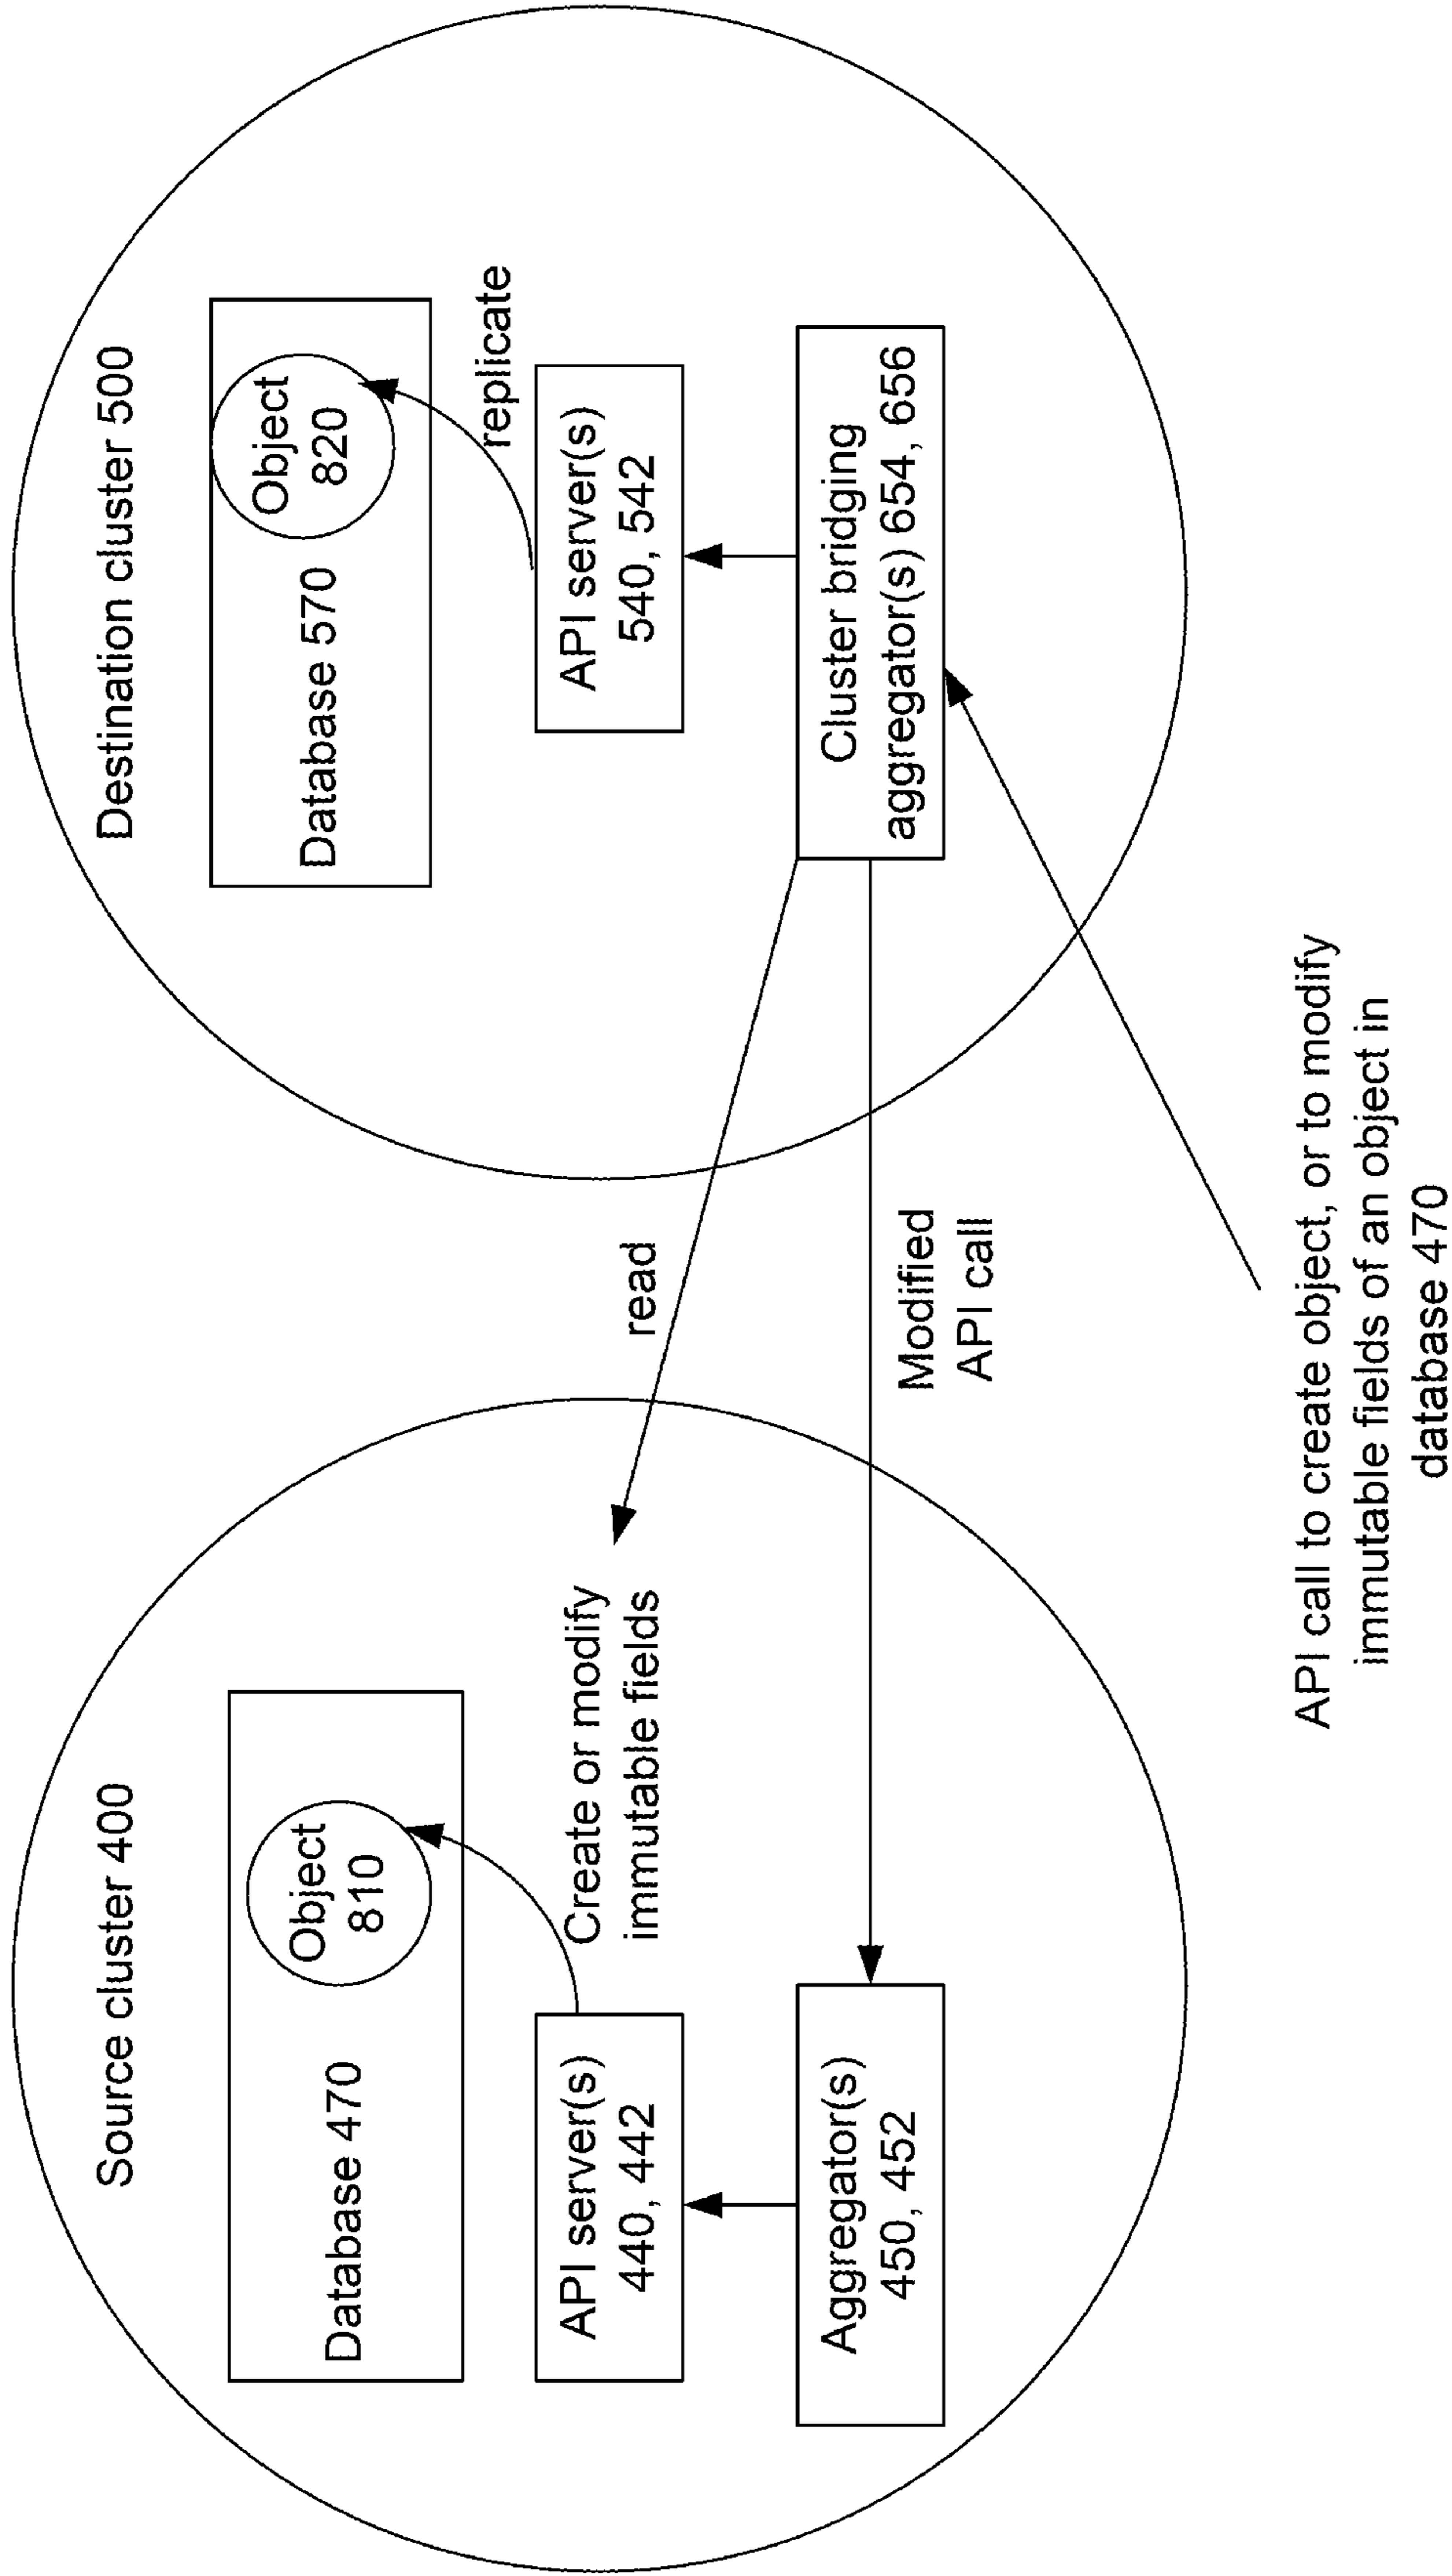 Source cluster 400
Database 470
Object
810
API server(s)
440, 442
Create or modify
immutable fields
Aggregator(s)
450, 452
read
Modified
API call
Destination cluster 500
Database 570
Object
820
replicate
API server(s)
540, 542
Cluster bridging
aggregator(s) 654, 656
API call to create object, or to modify
immutable fields of an object in
database 470